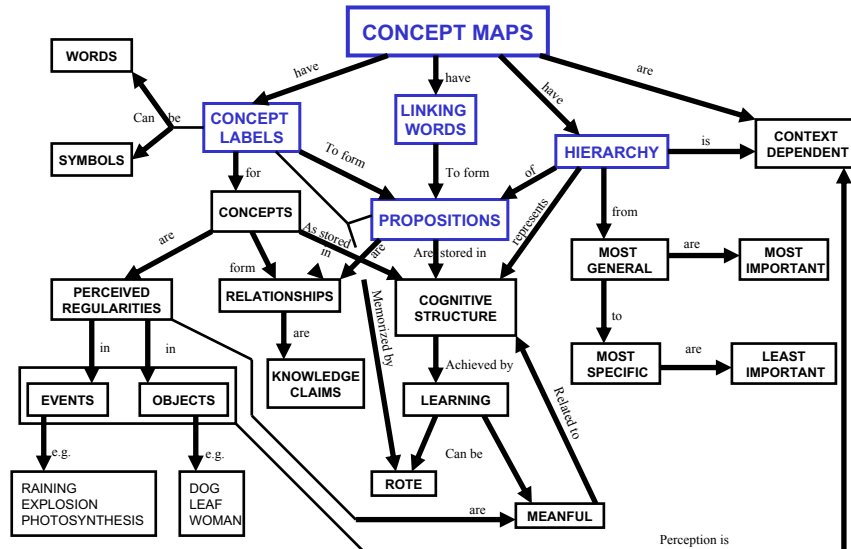 CONCEPT MAPS
WORDS
have
have
are
have
Can be
CONCEPT
LABELS
LINKING
WORDS
SYMBOLS
HIERARCHY
is
CONTEXT
DEPENDENT
To form
To form
of
for
CONCEPTS
PROPOSITIONS
represents
from
are
As stored
in
are
Are stored in
form
MOST
GENERAL
are
MOST
IMPORTANT
PERCEIVED
REGULARITIES
RELATIONSHIPS
COGNITIVE
STRUCTURE
to
in
in
are
Memorized by
Achieved by
MOST
SPECIFIC
are
LEAST
IMPORTANT
KNOWLEDGE
CLAIMS
EVENTS
OBJECTS
LEARNING
Related to
e.g.
e.g.
Can be
RAINING
EXPLOSION
PHOTOSYNTHESIS
DOG
LEAF
WOMAN
ROTE
are
MEANFUL
Perception is